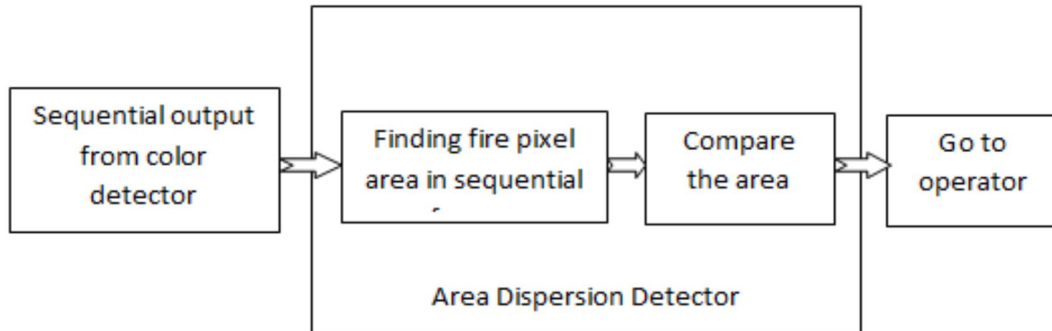 Sequential output
from color
detector
Finding fire pixel
area in sequential
Compare
the area
Go to
operator
Area Dispersion Detector